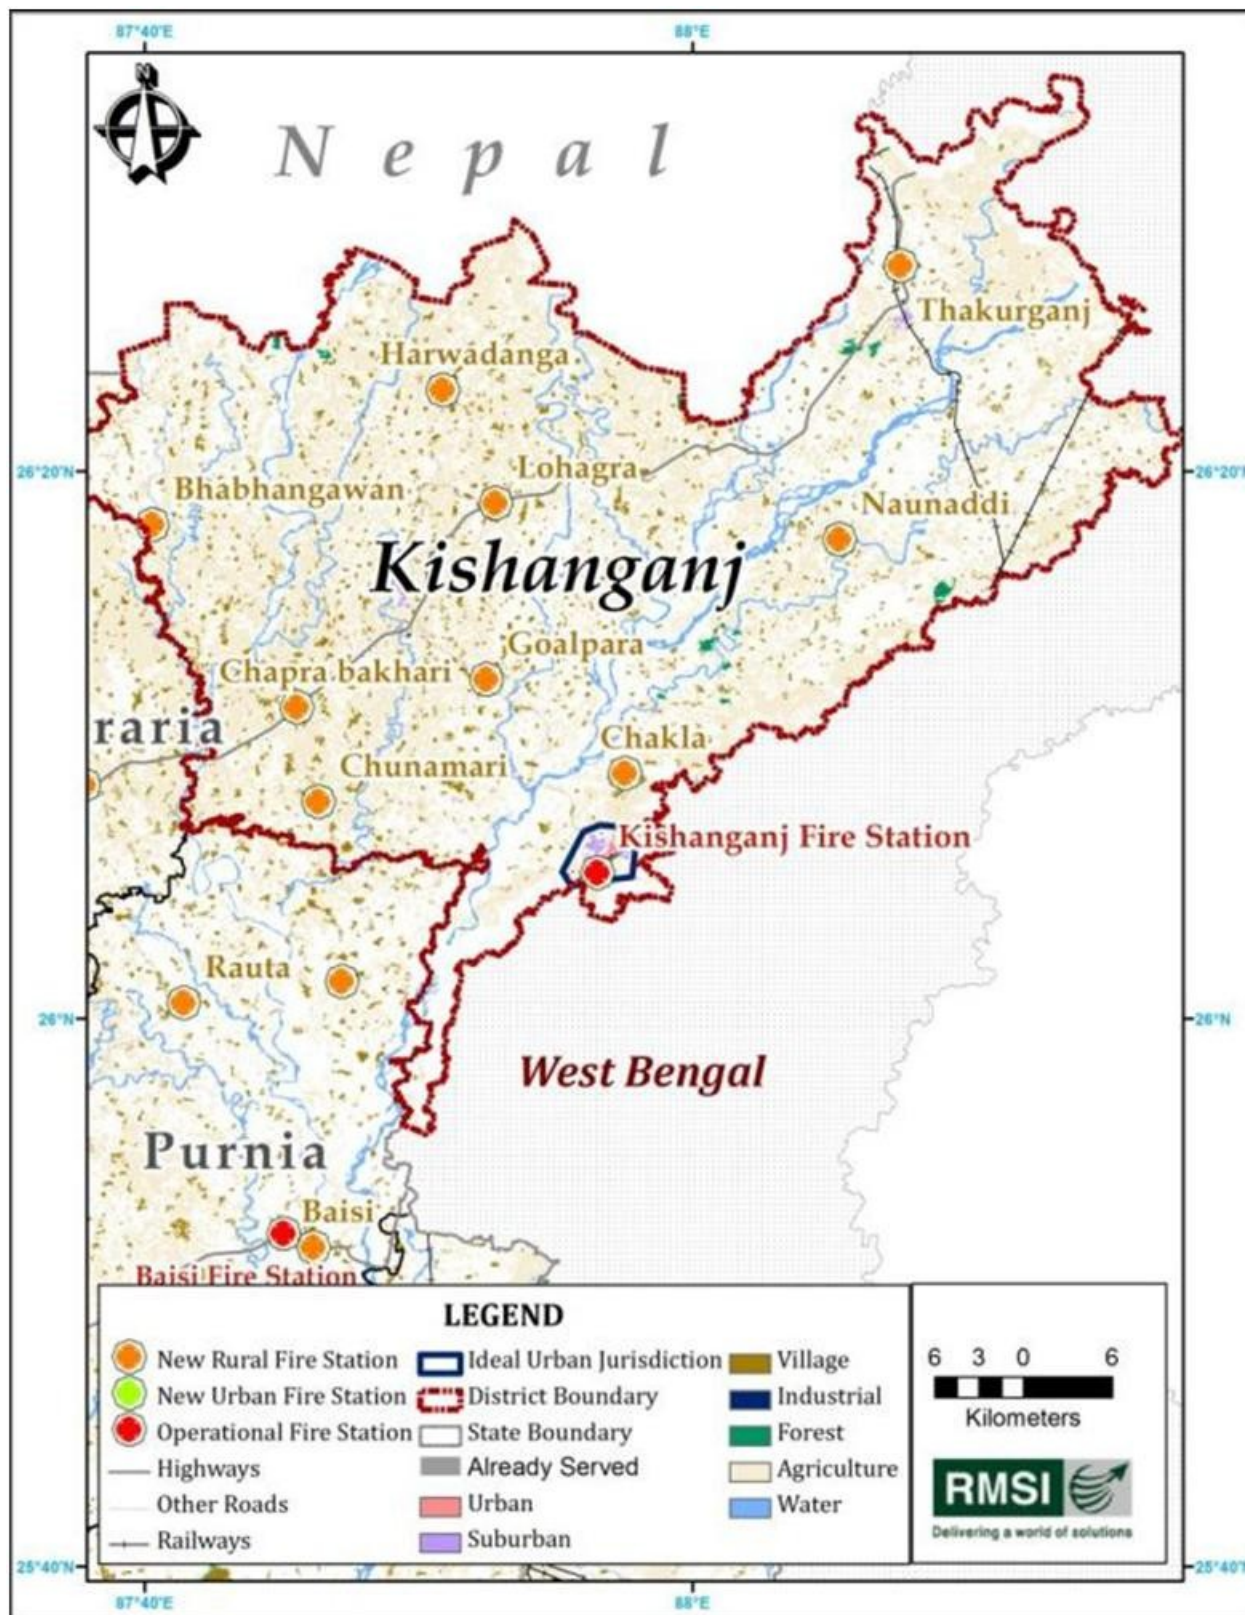 87°40'E
88°E
N
Nepal
Thakurganj
Harwadanga
26°20'N
Lohagra
26°20'
Bhabhangawan
Naunaddi
Kishanganj
Goalpara
Chapra bakhari
raria
Chakla
Chunamari
Kishanganj Fire Station
Rauta
26°N
26°N
West Bengal
Purnia
Baisi
Baisi Fire Station
LEGEND
New Rural Fire Station
New Urban Fire Station
Operational Fire Station
Highways
Other Roads
Railways
Ideal Urban Jurisdiction
District Boundary
State Boundary
Already Served
Urban
Suburban
Village
Industrial
Forest
Agriculture
Water
6 3 0 6
Kilometers
RMSI
Delivering a world of solutions
25°40'N
25°40'
87°40'E
88°E